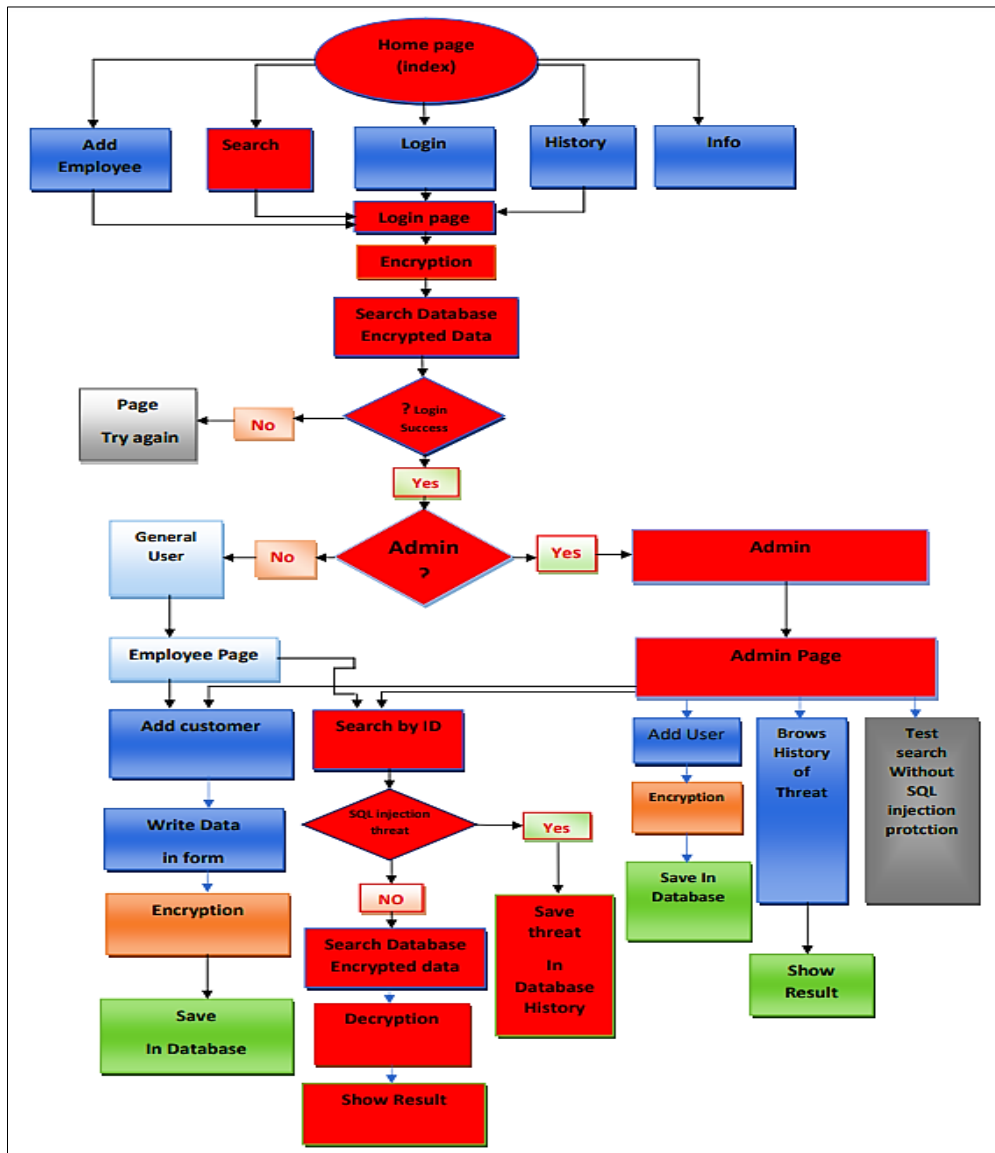 Home page
(index)
Add
Employee
Search
Login
History
Info
Login page
Encryption
Search Database
Encrypted Data
? Login
Success
No
Page
Try again
Yes
Admin
?
No
General
User
Yes
Admin
Employee Page
Admin Page
Add customer
Search by ID
Add User
Brows
History
of
Threat
Test
search
Without
SQL
injection
protction
Write Data
in form
SQL injection
threat
Yes
Encryption
Save In
Database
NO
Encryption
Search Database
Encrypted data
Save
threat
In
Database
History
Show
Result
Save
In Database
Decryption
Show Result